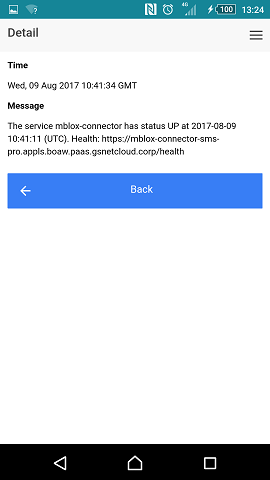 4G 100 13:24
Detail
Time
Wed, 09 Aug 2017 10:41:34 GMT
Message
The service mblox-connector has status UP at 2017-08-09
10:41:11 (UTC). Health: https://mblox-connector-sms-
pro.appls.boaw.paas.gsnetcloud.corp/health
Back